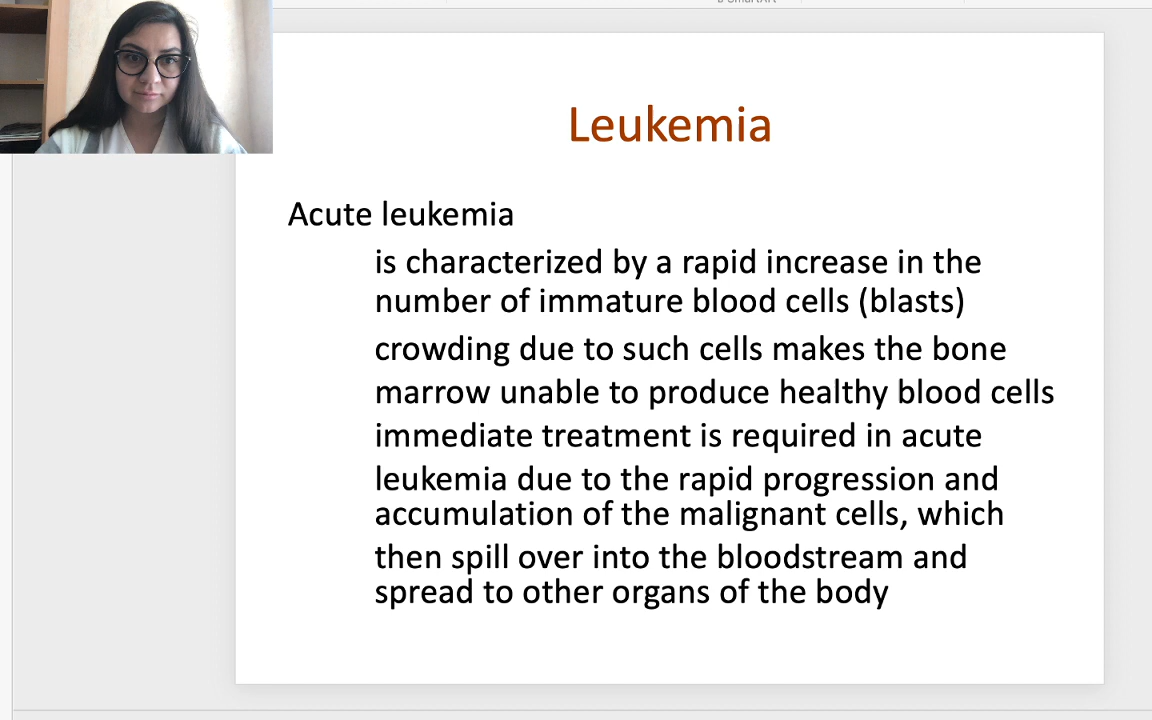 Leukemia
Acute leukemia
is characterized by a rapid increase in the
number of immature blood cells (blasts)
crowding due to such cells makes the bone
marrow unable to produce healthy blood cells
immediate treatment is required in acute
leukemia due to the rapid progression and
accumulation of the malignant cells, which
then spill over into the bloodstream and
spread to other organs of the body